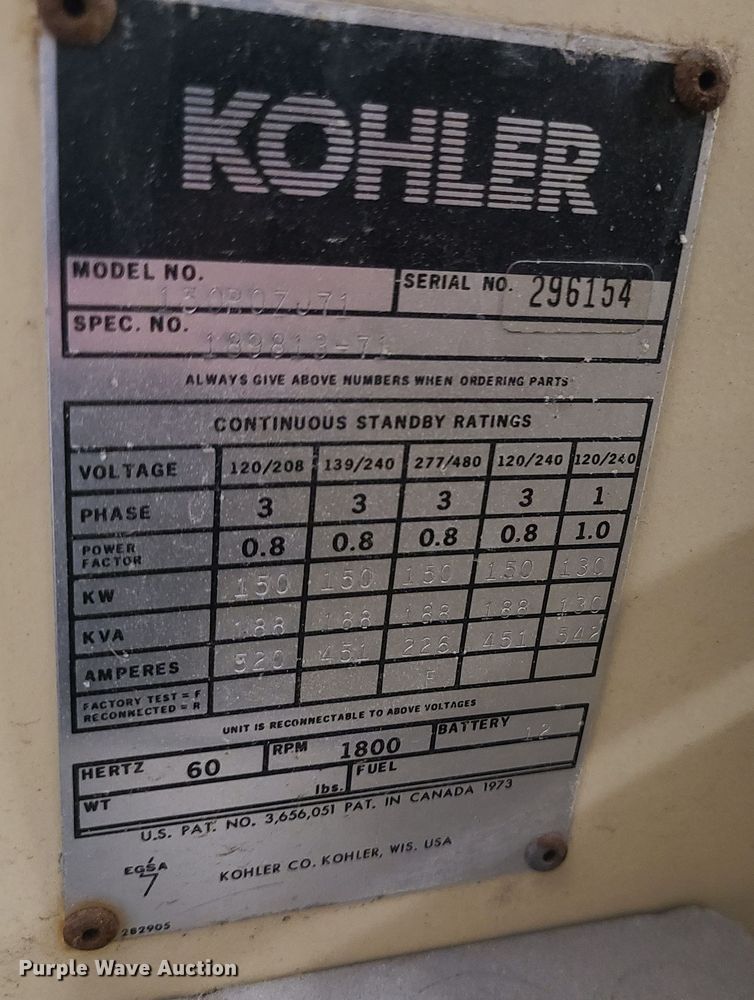 KOHLER
MODEL NO. 150R0ZJ71 SERIAL NO. 296154
SPEC. NO. 189813-71
ALWAYS GIVE ABOVE NUMBERS WHEN ORDERING PARTS
CONTINUOUS STANDBY RATINGS
VOLTAGE 120/208 139/240 277/480 120/240 120/240
PHASE 3 3 3 3 1
POWER FACTOR 0.8 0.8 0.8 0.8 1.0
KW 150 150 150 150 130
KVA 188 188 188 188 130
AMPERES 520 451 226 451 542
FACTORY TEST = F
RECONNECTED = R F
UNIT IS RECONNECTABLE TO ABOVE VOLTAGES
HERTZ 60 RPM 1800 BATTERY 12
WT lbs. FUEL
U.S. PAT. NO. 3,656,051 PAT. IN CANADA 1973
EGSA
7
KOHLER CO. KOHLER, WIS. USA
282905
Purple Wave Auction